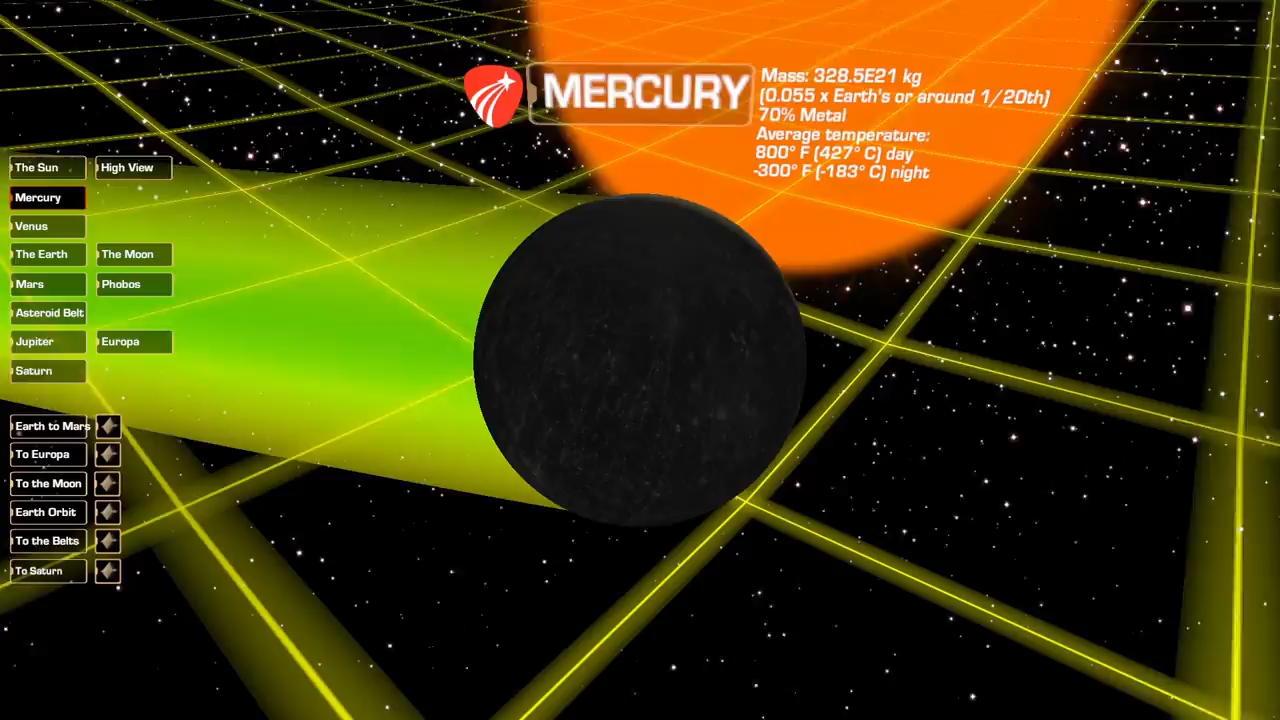 MERCURY
Mass: 328.5E21 kg
(0.055 x Earth's or around 1/20th)
70% Metal
Average temperature:
800° F (427° C) day
-300° F (-183° C) night
The Sun
High View
Mercury
Venus
The Earth
The Moon
Mars
Phobos
Asteroid Belt
Jupiter
Europa
Saturn
Earth to Mars
To Europa
To the Moon
Earth Orbit
To the Belts
To Saturn